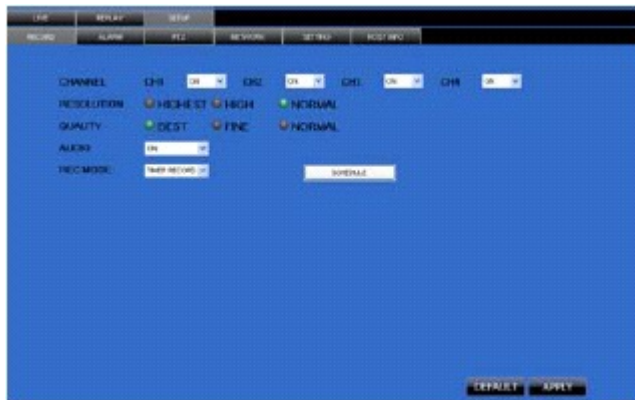 LIVE REPLAY SETUP
RECORD ALARM PTZ NETWORK SETTING HOST INFO
CHANNEL CH1 ON CH2 ON CH3 ON CH4 ON
RESOLUTION HIGHEST HIGH NORMAL
QUALITY BEST FINE NORMAL
AUDIO ON
REC MODE TIMER RECORD SCHEDULE
DEFAULT APPLY